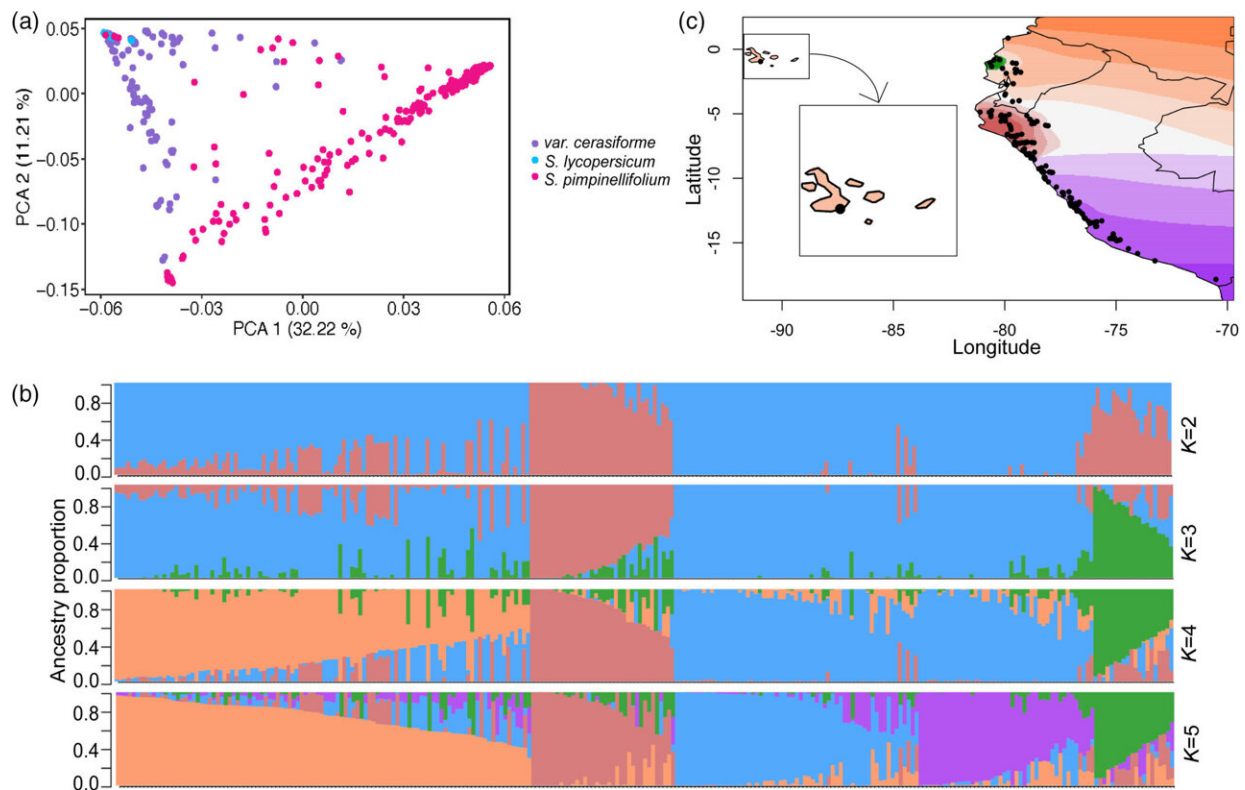 (a)
0.05
0.00
−0.05
−0.10
−0.15
PCA 2 (11.21 %)
−0.06
−0.03
0.00
0.03
0.06
PCA 1 (32.22 %)
var. cerasiforme
S. lycopersicum
S. pimpinellifolium
(c)
0
-5
-10
-15
Latitude
-90
-85
-80
-75
-70
Longitude
(b)
0.8
0.4
0.0
K=2
0.8
0.4
0.0
K=3
0.8
0.4
0.0
K=4
0.8
0.4
0.0
K=5
Ancestry proportion